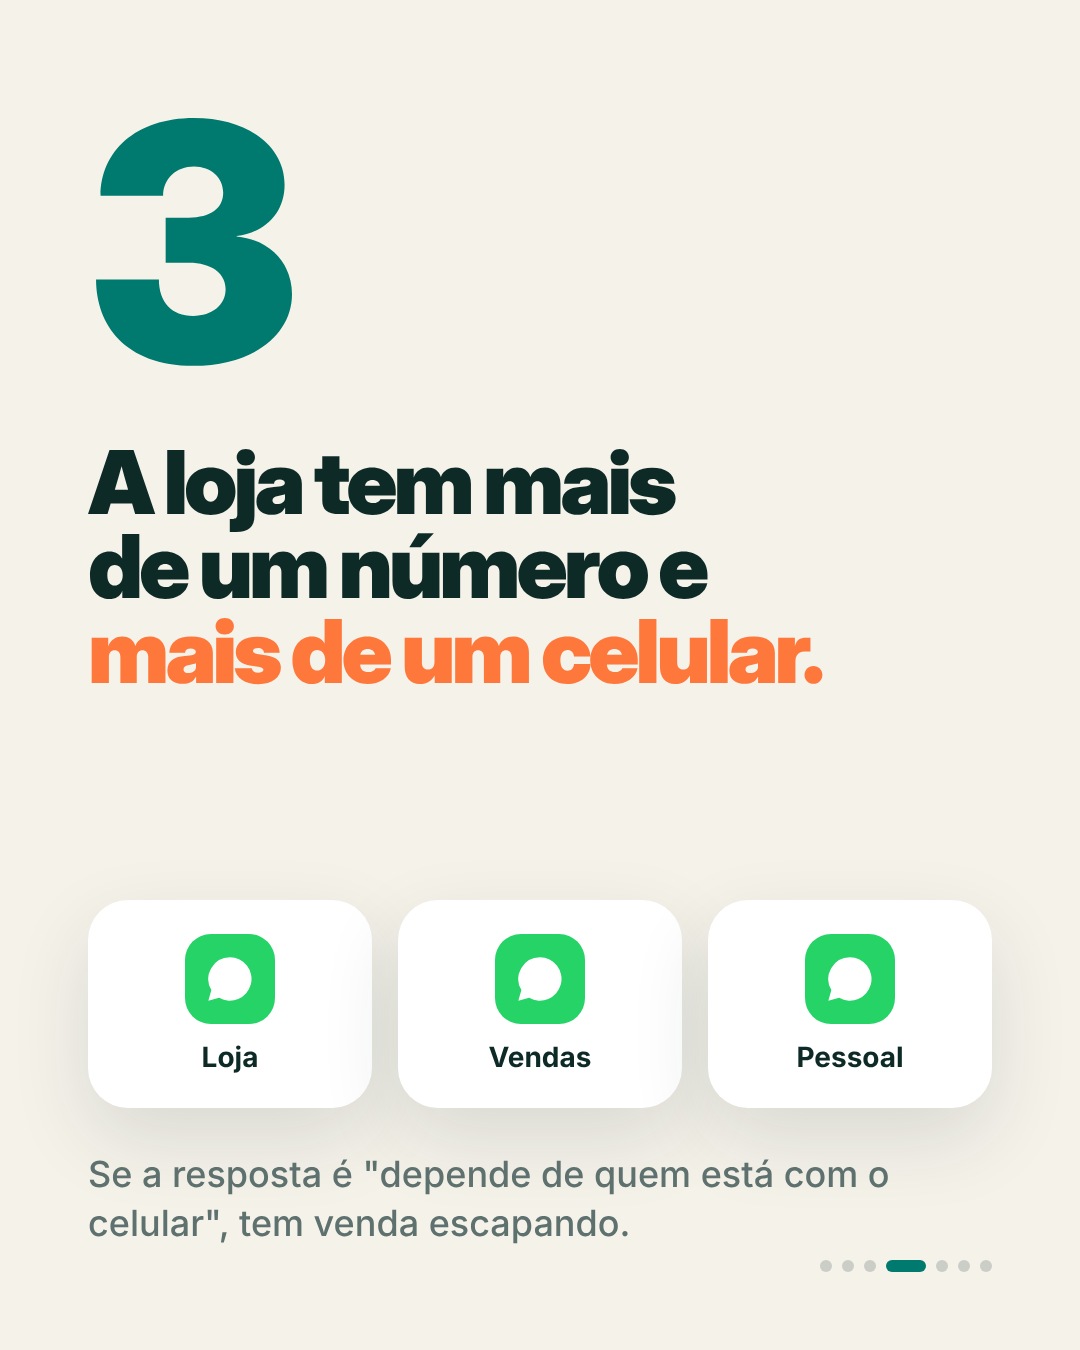 3
A loja tem mais
de um número e
mais de um celular.
Loja
Vendas
Pessoal
Se a resposta é "depende de quem está com o
celular", tem venda escapando.